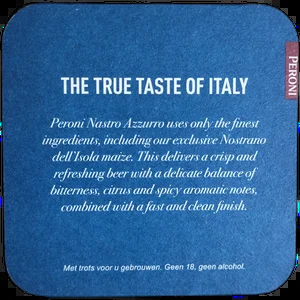 PERONI
THE TRUE TASTE OF ITALY
Peroni Nastro Azzurro uses only the finest
ingredients, including our exclusive Nostrano
dell'Isola maize. This delivers a crisp and
refreshing beer with a delicate balance of
bitterness, citrus and spicy aromatic notes,
combined with a fast and clean finish.
Met trots voor u gebrouwen. Geen 18, geen alcohol.